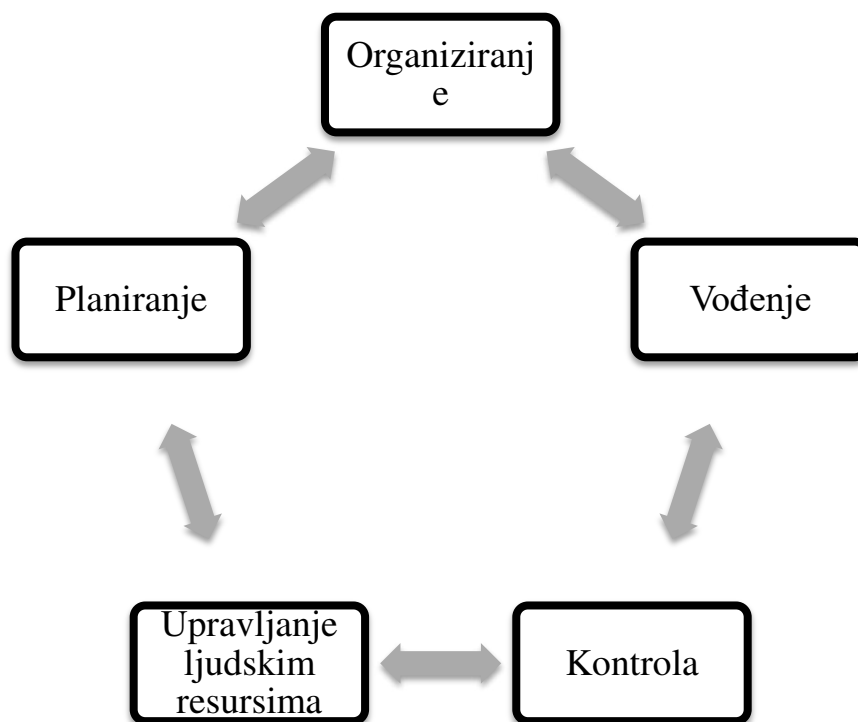 Organiziranj
e
Planiranje
Vođenje
Upravljanje
ljudskim
resursima
Kontrola